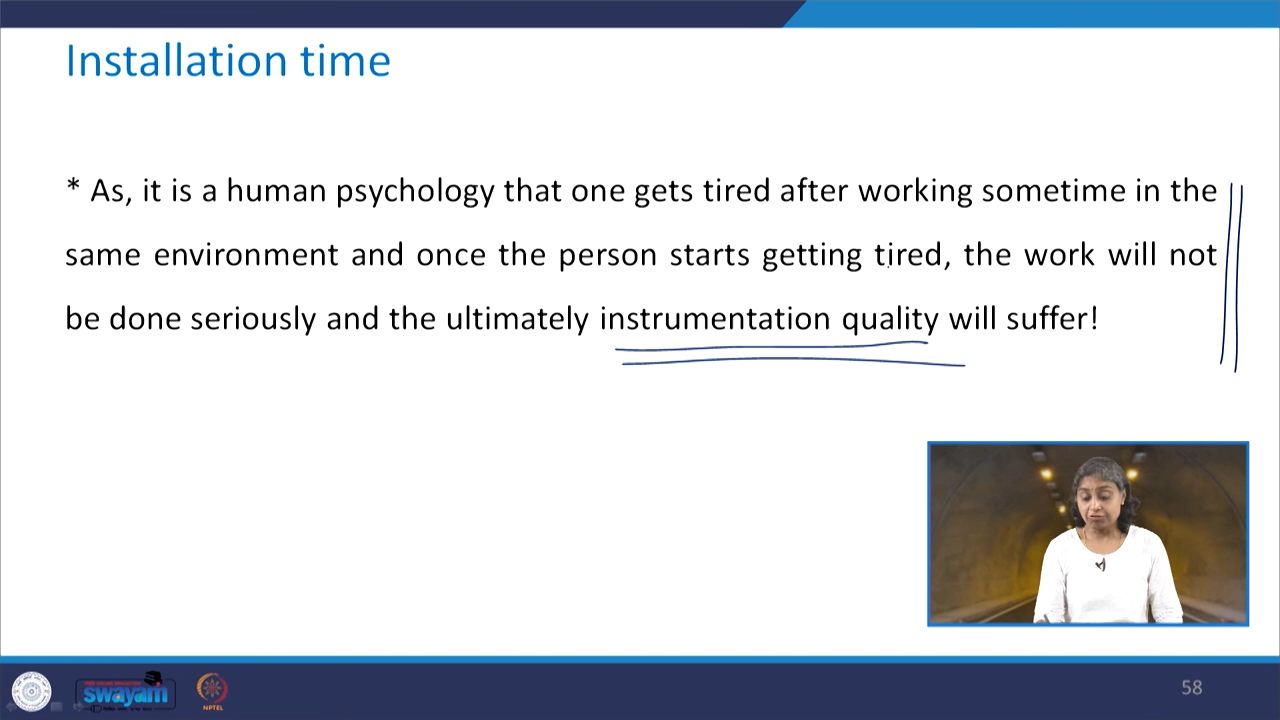 Installation time
* As, it is a human psychology that one gets tired after working sometime in the
same environment and once the person starts getting tired, the work will not
be done seriously and the ultimately instrumentation quality will suffer!
swayam
NPTEL
58